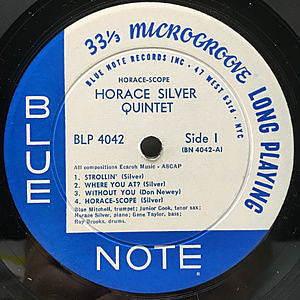 33⅓ MICROGROOVE LONG PLAYING
BLUE NOTE RECORDS INC • 47 WEST 63rd • NYC
HORACE-SCOPE
HORACE SILVER
QUINTET
BLP 4042
Side 1
(BN 4042-A)
All compositions Ecaroh Music - ASCAP
1. STROLLIN' (Silver)
2. WHERE YOU AT? (Silver)
3. WITHOUT YOU (Don Newey)
4. HORACE-SCOPE (Silver)
Blue Mitchell, trumpet; Junior Cook, tenor sax;
Horace Silver, piano; Gene Taylor, bass;
Roy Brooks, drums.
BLUE
NOTE
R